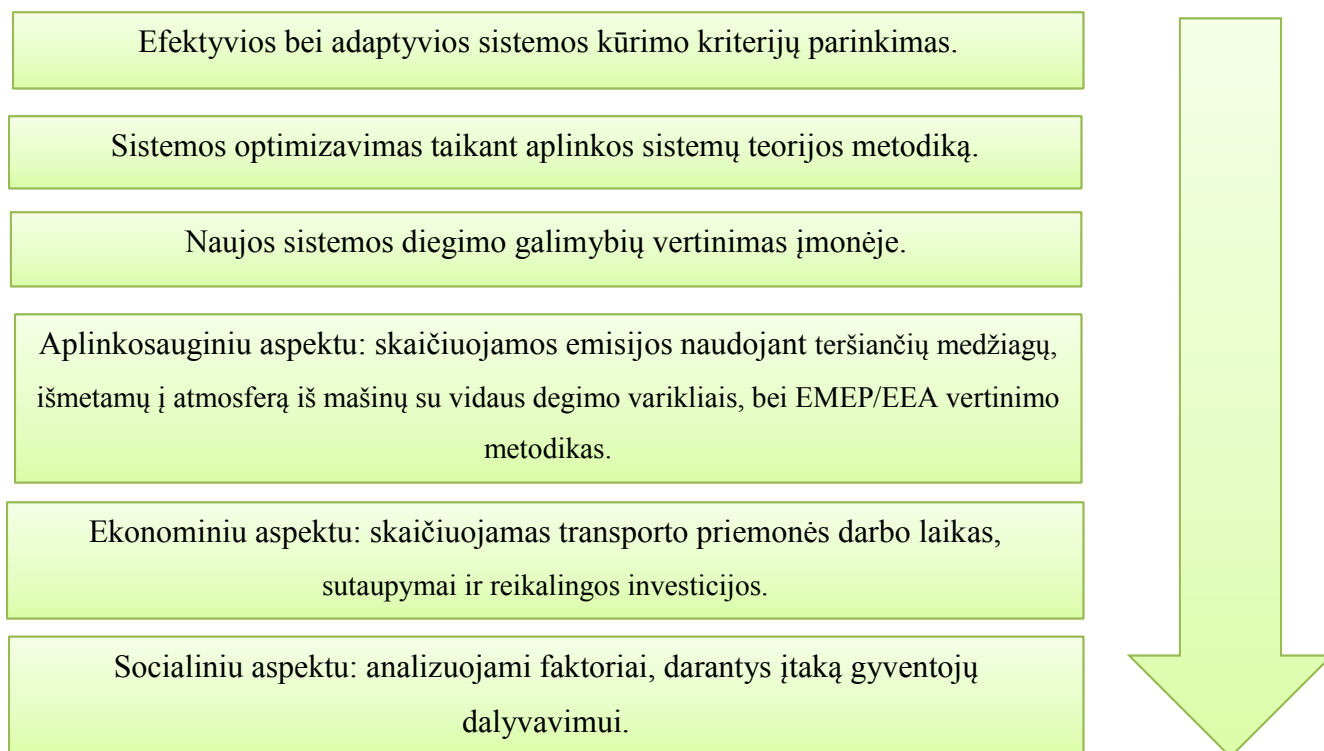 Efektyvios bei adaptyvios sistemos kūrimo kriterijų parinkimas.
Sistemos optimizavimas taikant aplinkos sistemų teorijos metodiką.
Naujos sistemos diegimo galimybių vertinimas įmonėje.
Aplinkosauginiu aspektu: skaičiuojamos emisijos naudojant teršiančių medžiagų,
išmetamų į atmosferą iš mašinų su vidaus degimo varikliais, bei EMEP/EEA vertinimo
metodikas.
Ekonominiu aspektu: skaičiuojamas transporto priemonės darbo laikas,
sutaupymai ir reikalingos investicijos.
Socialiniu aspektu: analizuojami faktoriai, darantys įtaką gyventojų
dalyvavimui.